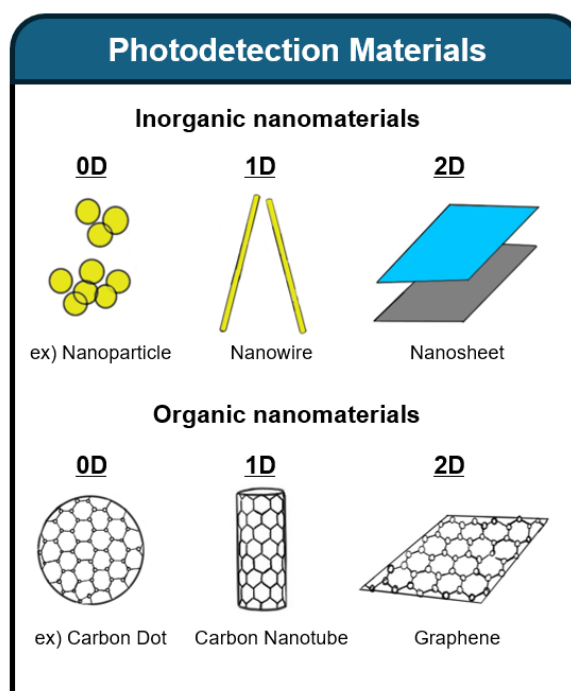 Photodetection Materials
Inorganic nanomaterials
0D 1D 2D
ex) Nanoparticle Nanowire Nanosheet
Organic nanomaterials
0D 1D 2D
ex) Carbon Dot Carbon Nanotube Graphene